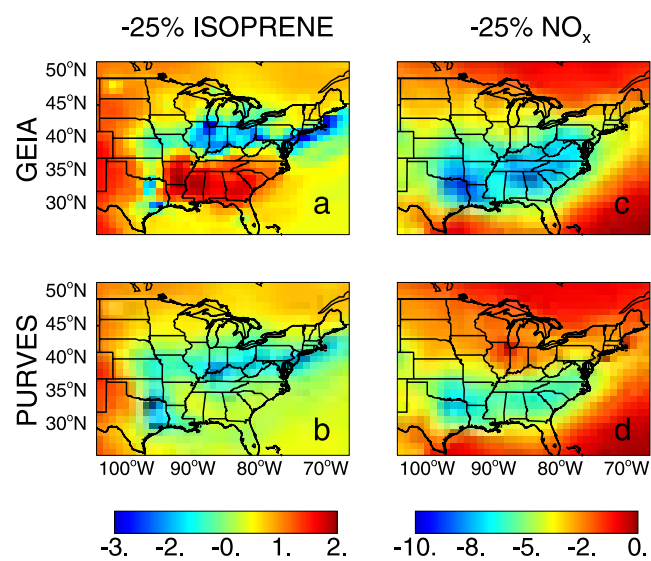 -25% ISOPRENE
-25% NOx
GEIA
50°N
45°N
40°N
35°N
30°N
a
c
PURVES
50°N
45°N
40°N
35°N
30°N
b
d
100°W 90°W 80°W 70°W
100°W 90°W 80°W 70°W
-3. -2. -0. 1. 2.
-10. -8. -5. -2. 0.